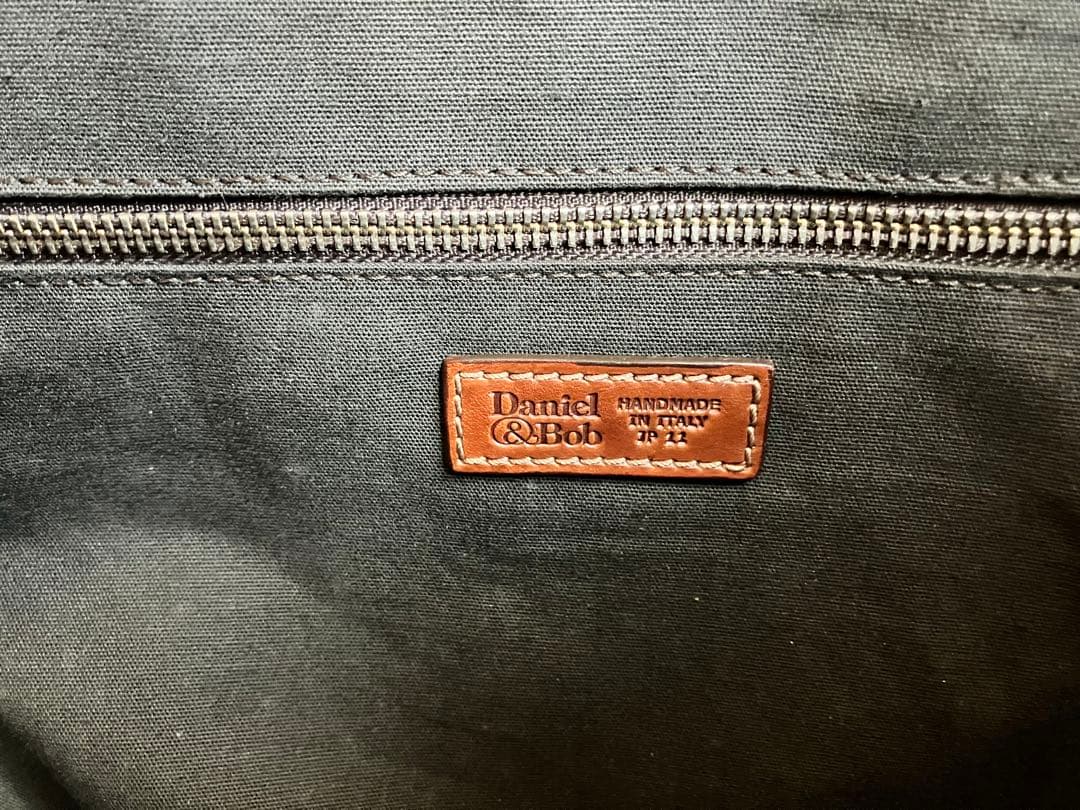 Daniel
&Bob
HANDMADE
IN ITALY
JP 11